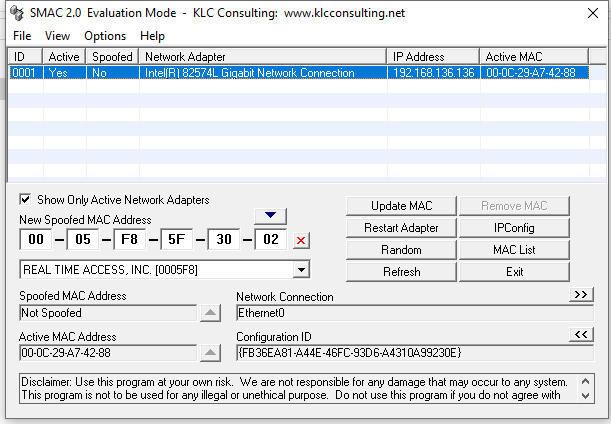 SMAC 2.0 Evaluation Mode - KLC Consulting: www.klcconsulting.net
File View Options Help
ID Active Spoofed Network Adapter IP Address Active MAC
0001 Yes No Intel(R) 82574L Gigabit Network Connection 192.168.136.136 00-0C-29-A7-42-88
Show Only Active Network Adapters
New Spoofed MAC Address
00 - 05 - F8 - 5F - 30 - 02 X
REAL TIME ACCESS, INC. [0005F8]
Update MAC Remove MAC
Restart Adapter IPConfig
Random MAC List
Refresh Exit
Spoofed MAC Address
Not Spoofed
Network Connection >>
Ethernet0
Active MAC Address
00-0C-29-A7-42-88
Configuration ID <<
{FB36EA81-A44E-46FC-93D6-A4310A99230E}
Disclaimer: Use this program at your own risk. We are not responsible for any damage that may occur to any system.
This program is not to be used for any illegal or unethical purpose. Do not use this program if you do not agree with